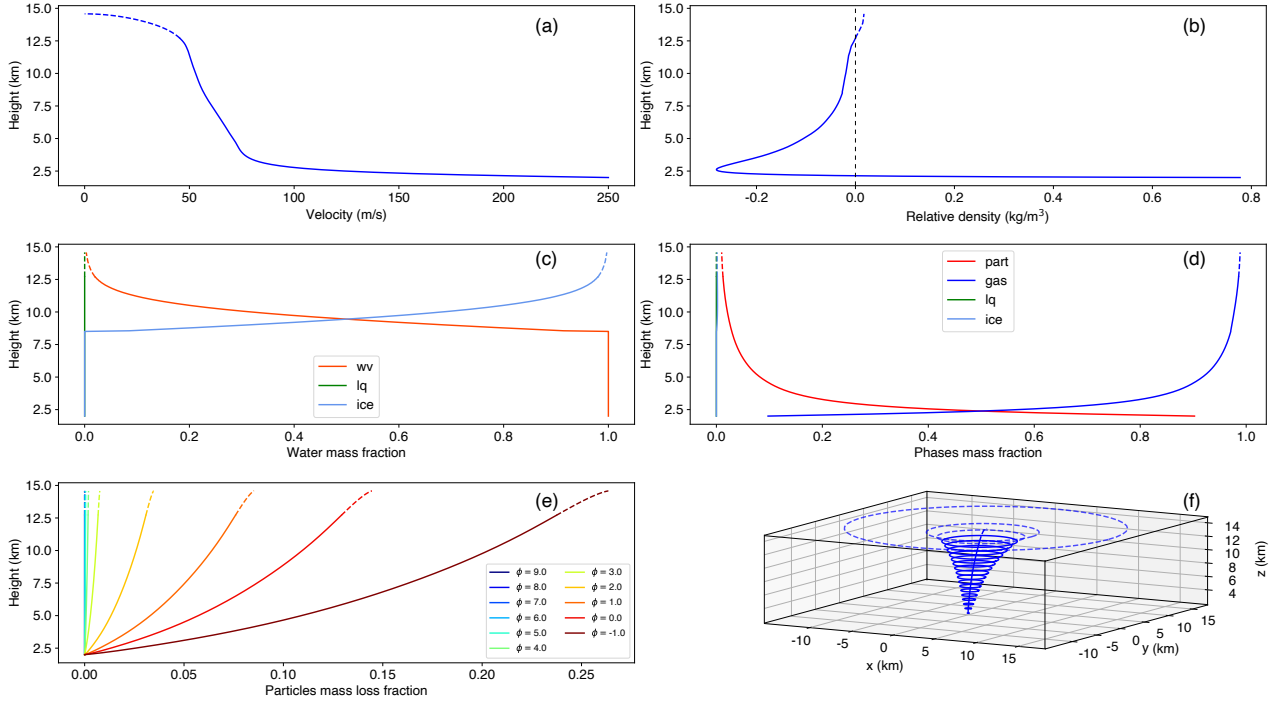 (a)
Height (km)
15.0
12.5
10.0
7.5
5.0
2.5
0 50 100 150 200 250
Velocity (m/s)
(b)
Height (km)
15.0
12.5
10.0
7.5
5.0
2.5
-0.2 0.0 0.2 0.4 0.6 0.8
Relative density (kg/m³)
(c)
Height (km)
15.0
12.5
10.0
7.5
5.0
2.5
wv
lq
ice
0.0 0.2 0.4 0.6 0.8 1.0
Water mass fraction
(d)
Height (km)
15.0
12.5
10.0
7.5
5.0
2.5
part
gas
lq
ice
0.0 0.2 0.4 0.6 0.8 1.0
Phases mass fraction
(e)
Height (km)
15.0
12.5
10.0
7.5
5.0
2.5
ϕ = 9.0
ϕ = 8.0
ϕ = 7.0
ϕ = 6.0
ϕ = 5.0
ϕ = 4.0
ϕ = 3.0
ϕ = 2.0
ϕ = 1.0
ϕ = 0.0
ϕ = -1.0
0.00 0.05 0.10 0.15 0.20 0.25
Particles mass loss fraction
(f)
14
12
10
8
6
4
z (km)
-10 -5 0 5 10 15
x (km)
-10 -5 0 5 10 15
y (km)